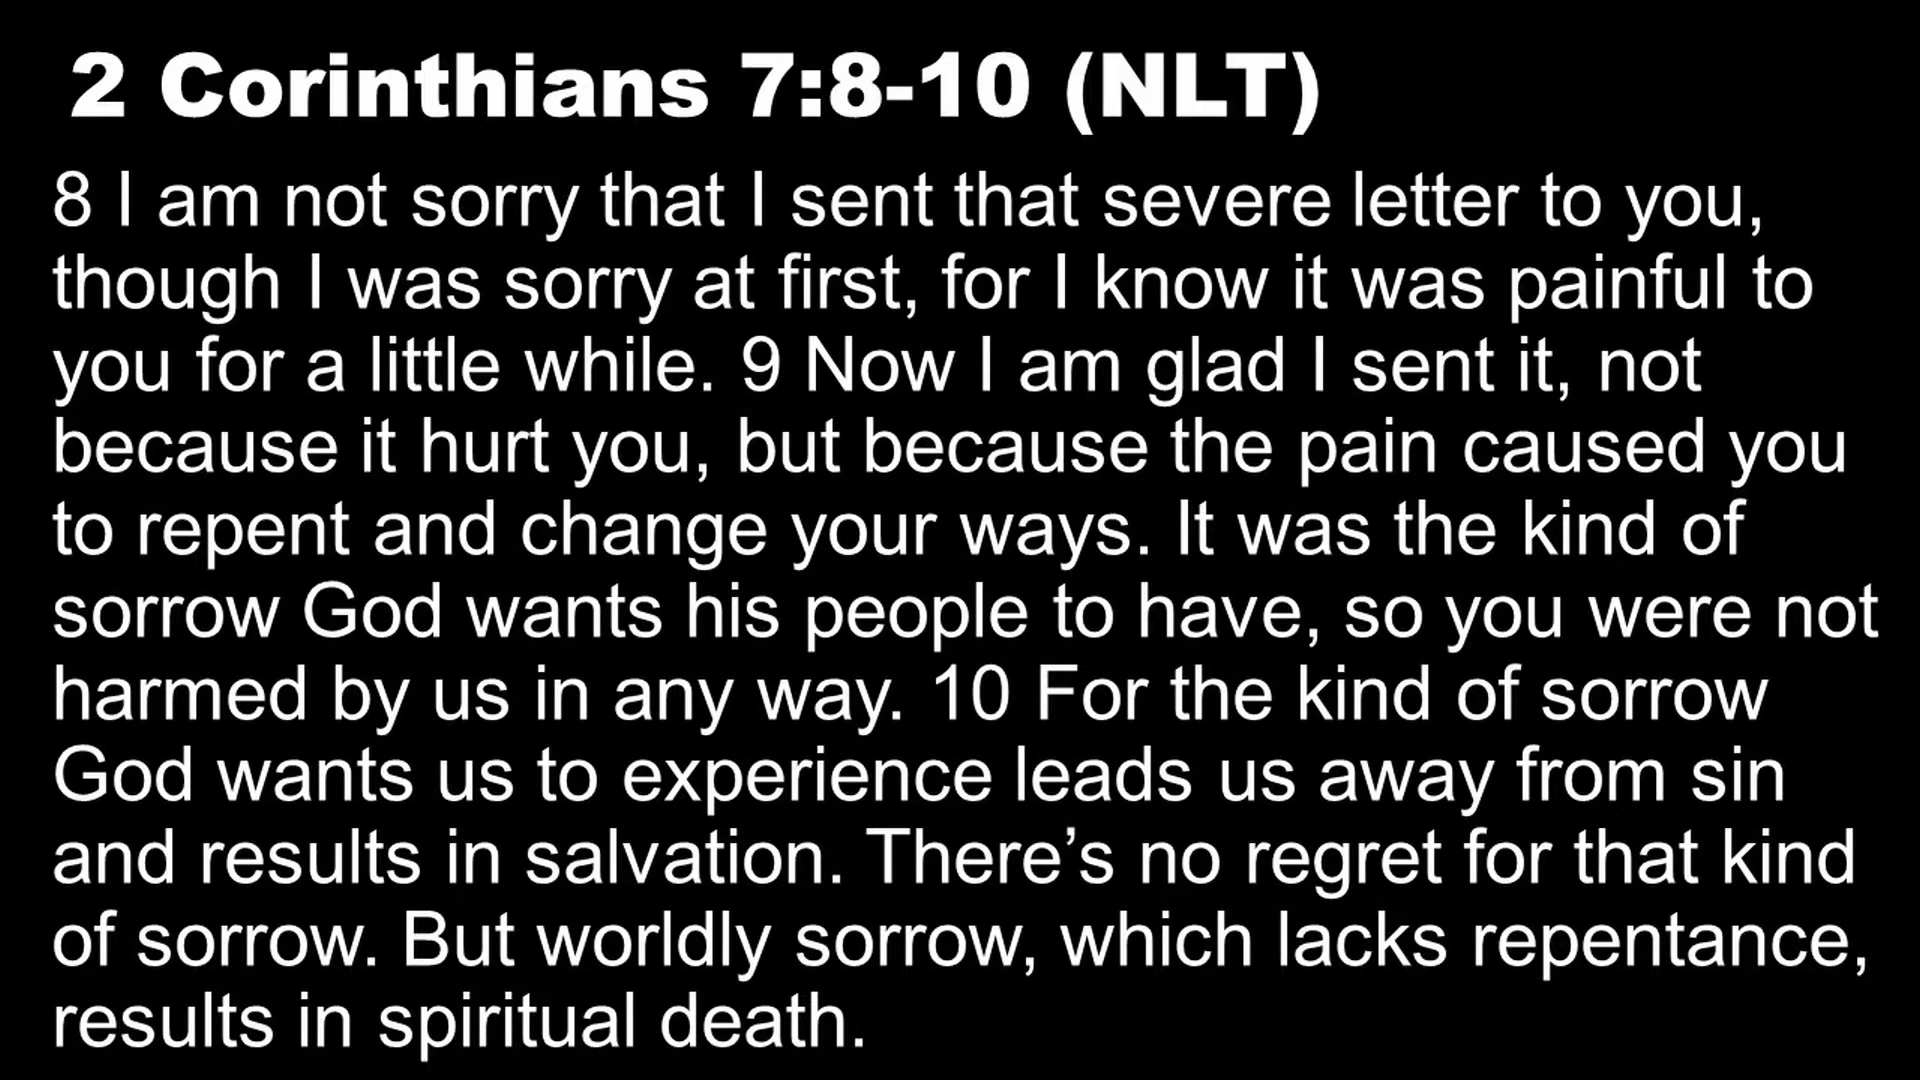 2 Corinthians 7:8-10 (NLT)
8 I am not sorry that I sent that severe letter to you,
though I was sorry at first, for I know it was painful to
you for a little while. 9 Now I am glad I sent it, not
because it hurt you, but because the pain caused you
to repent and change your ways. It was the kind of
sorrow God wants his people to have, so you were not
harmed by us in any way. 10 For the kind of sorrow
God wants us to experience leads us away from sin
and results in salvation. There’s no regret for that kind
of sorrow. But worldly sorrow, which lacks repentance,
results in spiritual death.